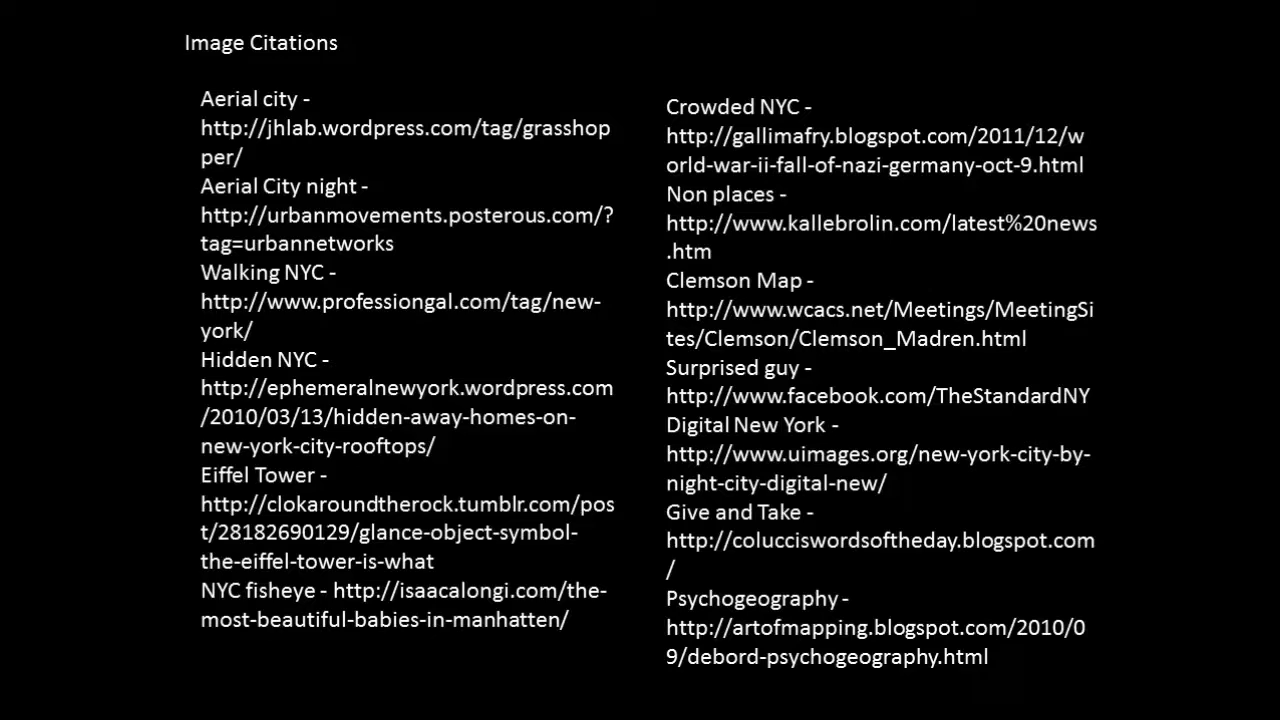 Image Citations
Aerial city -
http://jhlab.wordpress.com/tag/grasshop
per/
Aerial City night -
http://urbanmovements.posterous.com/?
tag=urbannetworks
Walking NYC -
http://www.professiongal.com/tag/new-
york/
Hidden NYC -
http://ephemeralnewyork.wordpress.com
/2010/03/13/hidden-away-homes-on-
new-york-city-rooftops/
Eiffel Tower -
http://clokaroundtherock.tumblr.com/pos
t/28182690129/glance-object-symbol-
the-eiffel-tower-is-what
NYC fisheye - http://isaacalongi.com/the-
most-beautiful-babies-in-manhatten/
Crowded NYC -
http://gallimafry.blogspot.com/2011/12/w
orld-war-ii-fall-of-nazi-germany-oct-9.html
Non places -
http://www.kallebrolin.com/latest%20news
.htm
Clemson Map -
http://www.wcacs.net/Meetings/MeetingSi
tes/Clemson/Clemson_Madren.html
Surprised guy -
http://www.facebook.com/TheStandardNY
Digital New York -
http://www.uimages.org/new-york-city-by-
night-city-digital-new/
Give and Take -
http://colucciswordsoftheday.blogspot.com
/
Psychogeography -
http://artofmapping.blogspot.com/2010/0
9/debord-psychogeography.html